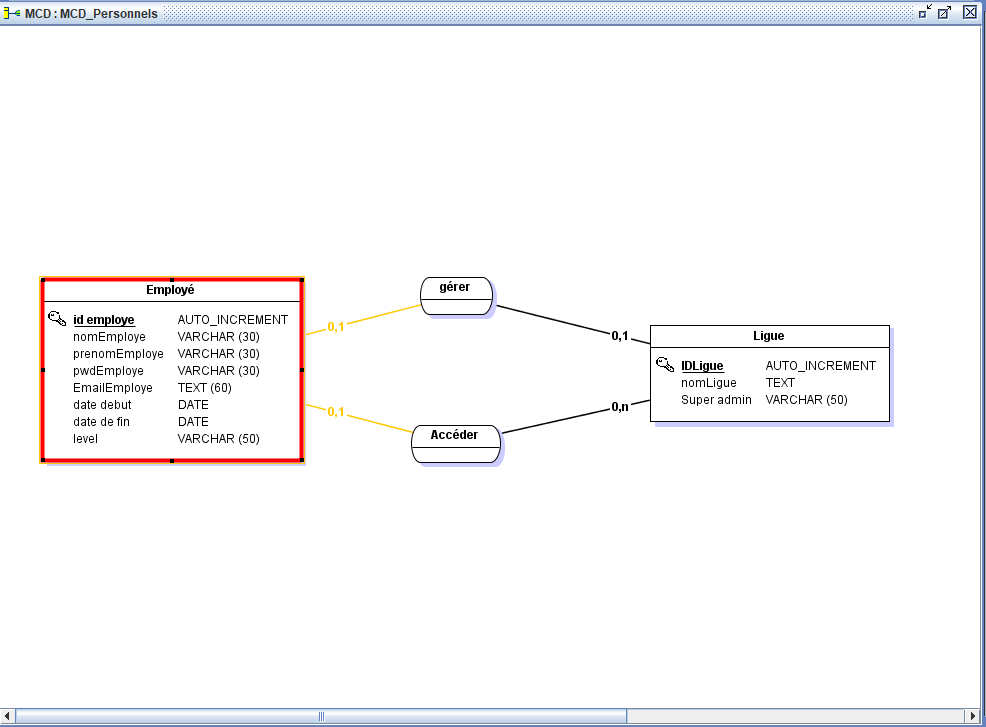 MCD : MCD_Personnels
Employé
id employe AUTO_INCREMENT
nomEmploye VARCHAR (30)
prenomEmploye VARCHAR (30)
pwdEmploye VARCHAR (30)
EmailEmploye TEXT (60)
date debut DATE
date de fin DATE
level VARCHAR (50)
0,1
gérer
0,1
0,1
Accéder
0,n
Ligue
IDLigue AUTO_INCREMENT
nomLigue TEXT
Super admin VARCHAR (50)